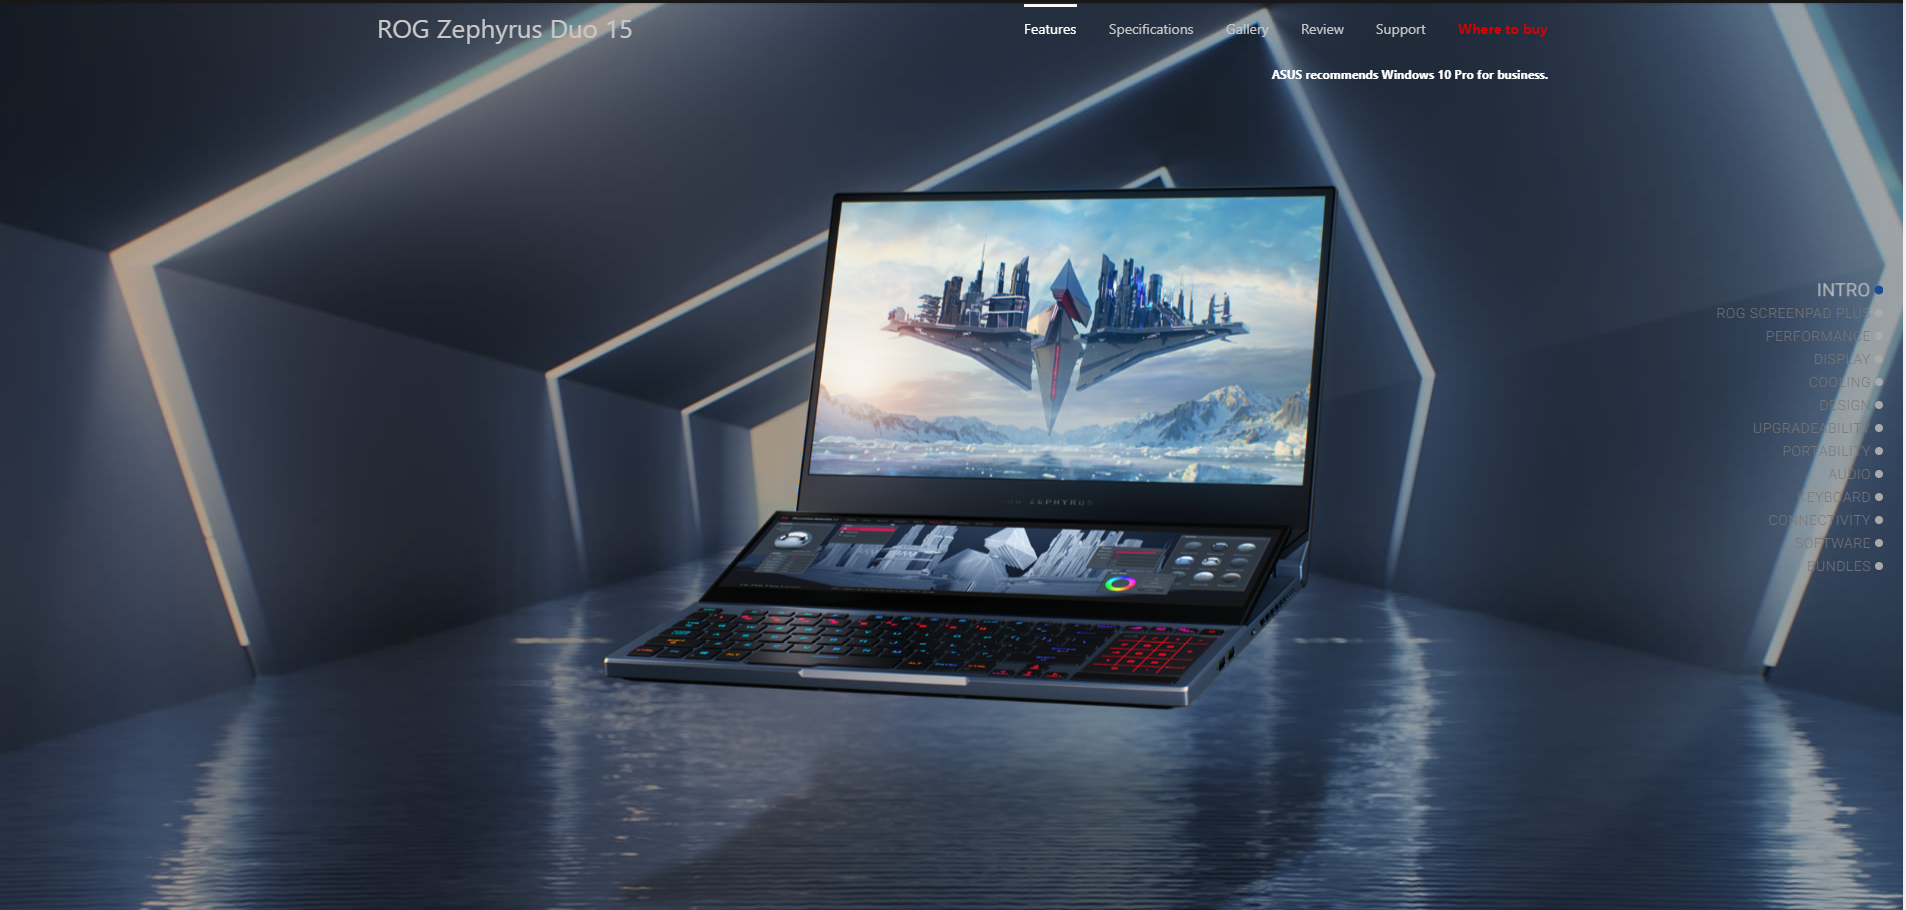 ROG Zephyrus Duo 15
Features Specifications Gallery Review Support Where to buy
ASUS recommends Windows 10 Pro for business.
INTRO
ROG SCREENPAD PLUS
PERFORMANCE
DISPLAY
COOLING
DESIGN
UPGRADEABILITY
PORTABILITY
AUDIO
KEYBOARD
CONNECTIVITY
SOFTWARE
BUNDLES
ZEPHYRUS